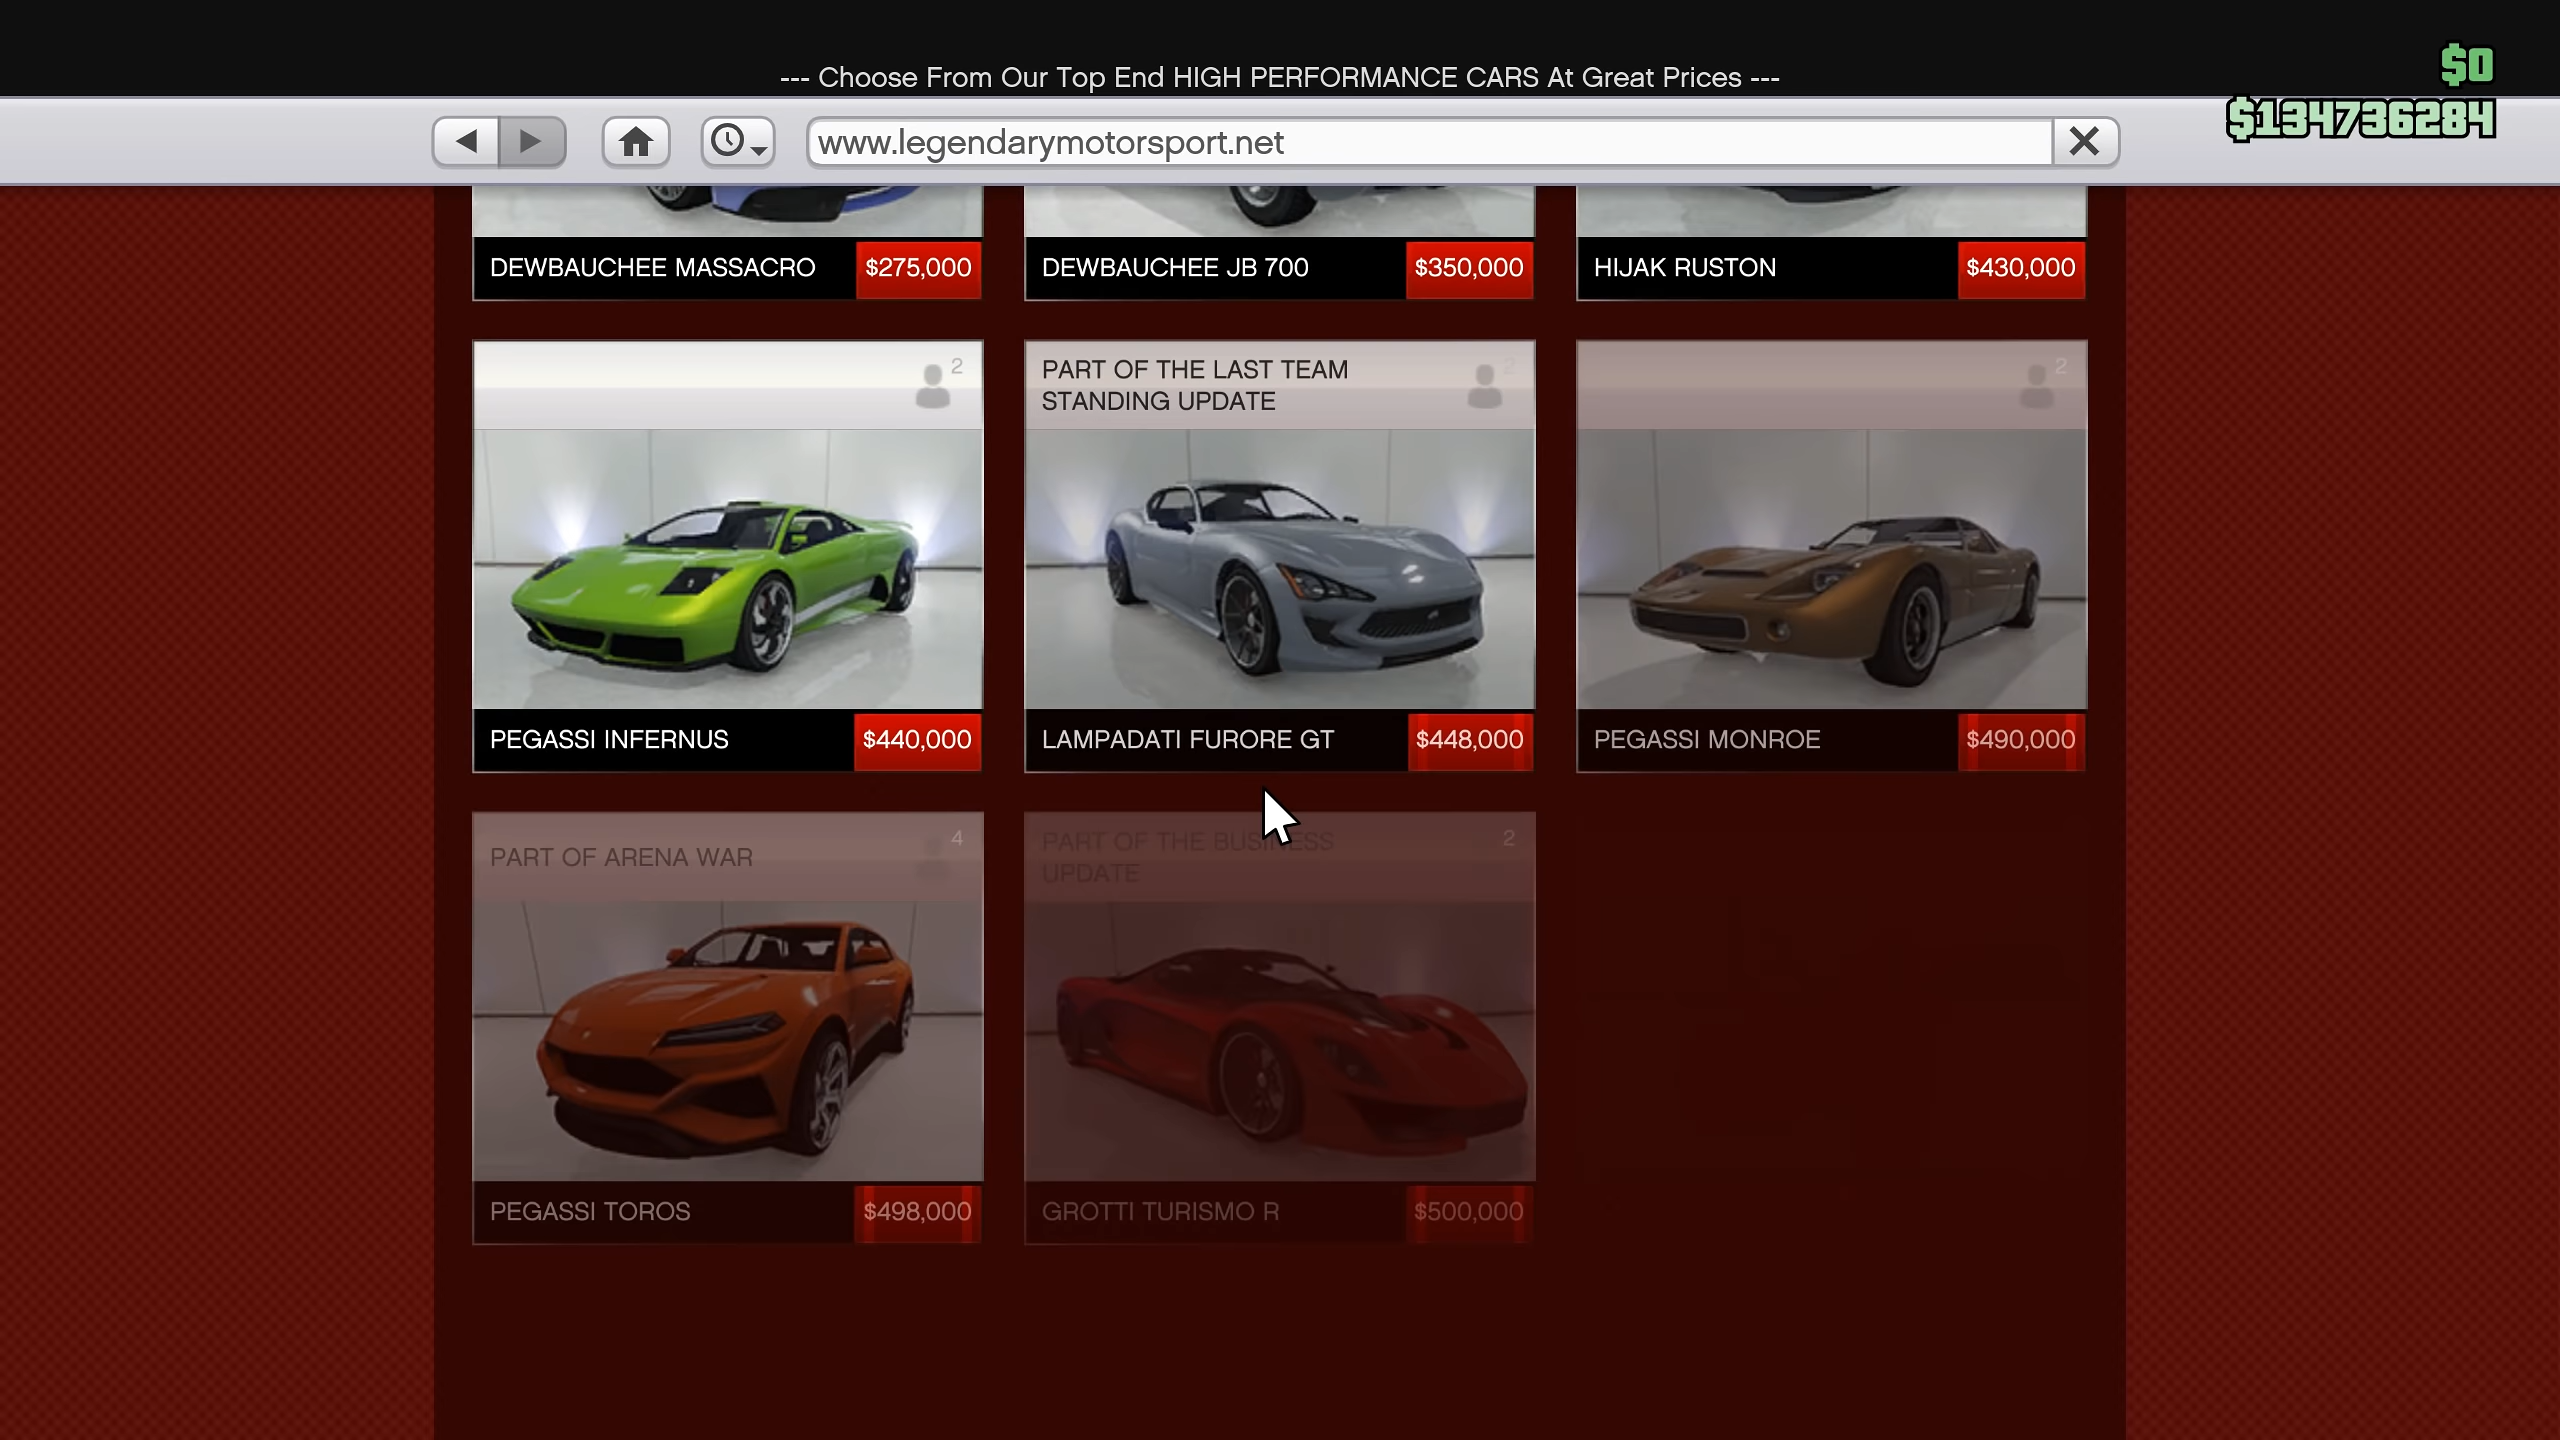 --- Choose From Our Top End HIGH PERFORMANCE CARS At Great Prices ---
$0
$134736284
www.legendarymotorsport.net
DEWBAUCHEE MASSACRO $275,000
DEWBAUCHEE JB 700 $350,000
HIJAK RUSTON $430,000
2
PEGASSI INFERNUS $440,000
PART OF THE LAST TEAM
STANDING UPDATE
2
LAMPADATI FURORE GT $448,000
2
PEGASSI MONROE $490,000
PART OF ARENA WAR
4
PEGASSI TOROS $498,000
PART OF THE BUSINESS
UPDATE
2
GROTTI TURISMO R $500,000